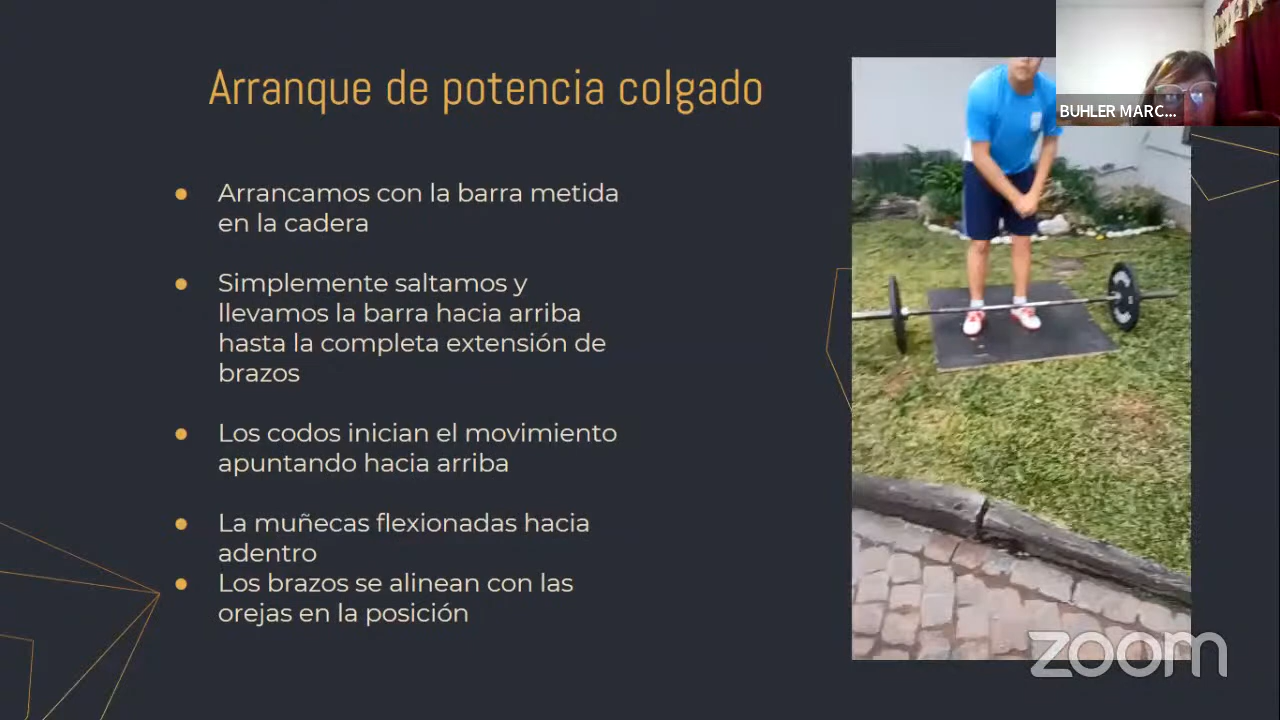 Arranque de potencia colgado
BUHLER MARC...
Arrancamos con la barra metida
en la cadera
Simplemente saltamos y
llevamos la barra hacia arriba
hasta la completa extensión de
brazos
Los codos inician el movimiento
apuntando hacia arriba
La muñecas flexionadas hacia
adentro
Los brazos se alinean con las
orejas en la posición
zoom